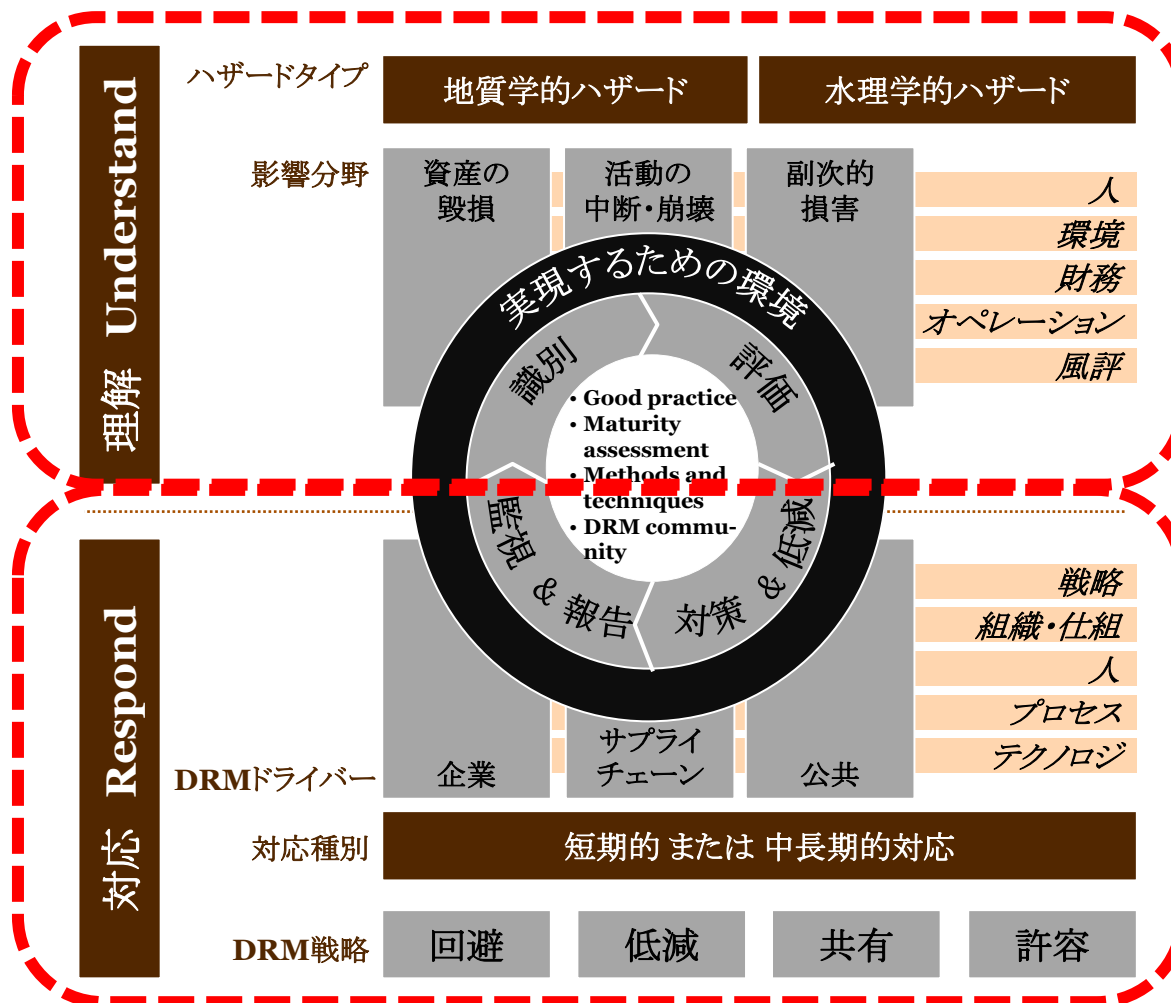 理解 Understand
ハザードタイプ
地質学的ハザード
水理学的ハザード
影響分野
資産の
毀損
活動の
中断・崩壊
副次的
損害
人
環境
財務
オペレーション
風評
実現するための環境
識別
評価
対策 & 低減
監視 & 報告
• Good practice
• Maturity
assessment
• Methods and
techniques
• DRM commu-
nity
対応 Respond
戦略
組織・仕組
人
プロセス
テクノロジ
DRMドライバー
企業
サプライ
チェーン
公共
対応種別
短期的 または 中長期的対応
DRM戦略
回避
低減
共有
許容